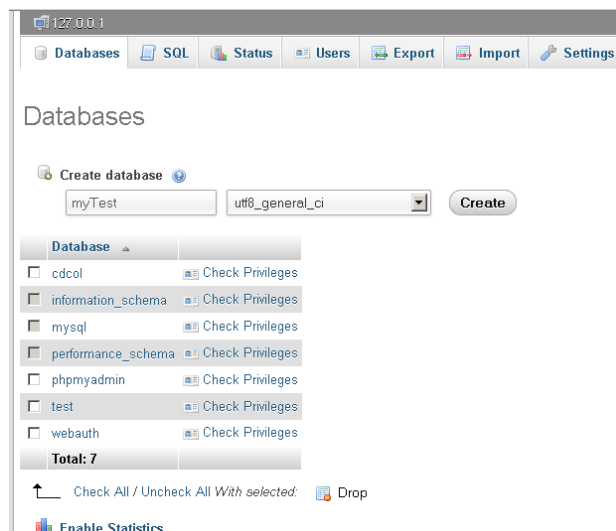 127.0.0.1
Databases SQL Status Users Export Import Settings
Databases
Create database
myTest utf8_general_ci Create
Database
cdcol Check Privileges
information_schema Check Privileges
mysql Check Privileges
performance_schema Check Privileges
phpmyadmin Check Privileges
test Check Privileges
webauth Check Privileges
Total: 7
Check All / Uncheck All With selected: Drop
Enable Statistics